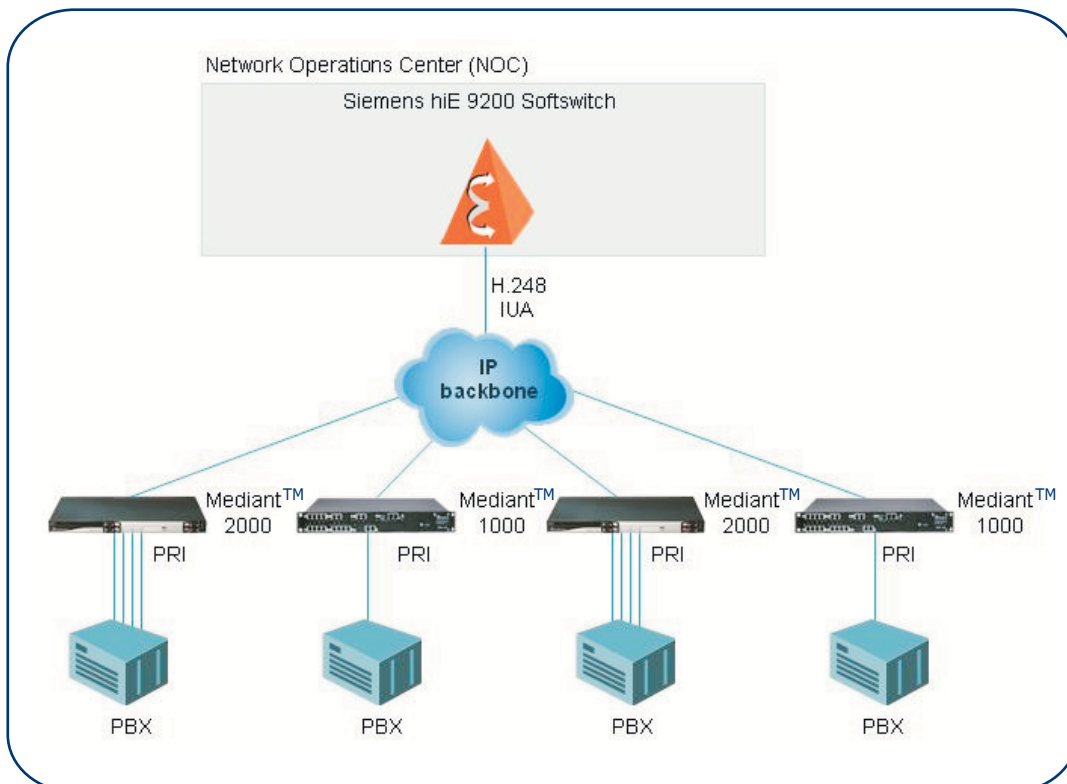 Network Operations Center (NOC)
Siemens hiE 9200 Softswitch
H.248
IUA
IP
backbone
Mediant™
2000
PRI
Mediant™
1000
PRI
Mediant™
2000
PRI
Mediant™
1000
PRI
PBX
PBX
PBX
PBX